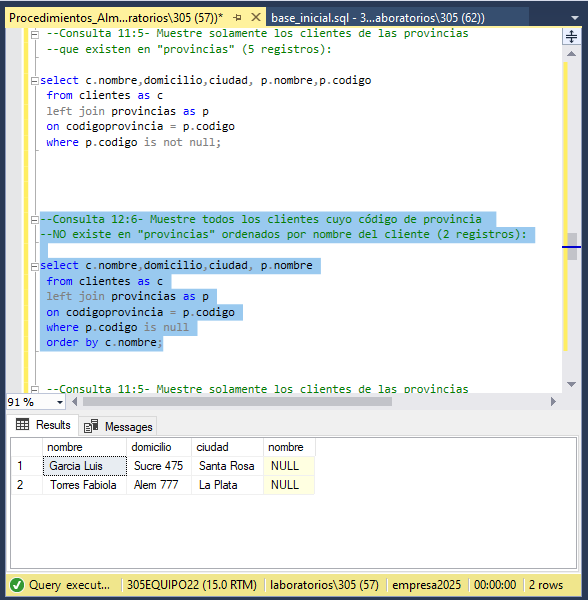 Procedimientos_Alm...ratorios\305 (57))*
base_inicial.sql - 3...aboratorios\305 (62))
--Consulta 11:5- Muestre solamente los clientes de las provincias
--que existen en "provincias" (5 registros):
select c.nombre,domicilio,ciudad, p.nombre,p.codigo
from clientes as c
left join provincias as p
on codigoprovincia = p.codigo
where p.codigo is not null;
--Consulta 12:6- Muestre todos los clientes cuyo código de provincia
--NO existe en "provincias" ordenados por nombre del cliente (2 registros):
select c.nombre,domicilio,ciudad, p.nombre
from clientes as c
left join provincias as p
on codigoprovincia = p.codigo
where p.codigo is null
order by c.nombre;
--Consulta 11:5- Muestre solamente los clientes de las provincias
91 %
Results Messages
nombre domicilio ciudad nombre
1 Garcia Luis Sucre 475 Santa Rosa NULL
2 Torres Fabiola Alem 777 La Plata NULL
Query execut... 305EQUIPO22 (15.0 RTM) laboratorios\305 (57) empresa2025 00:00:00 2 rows